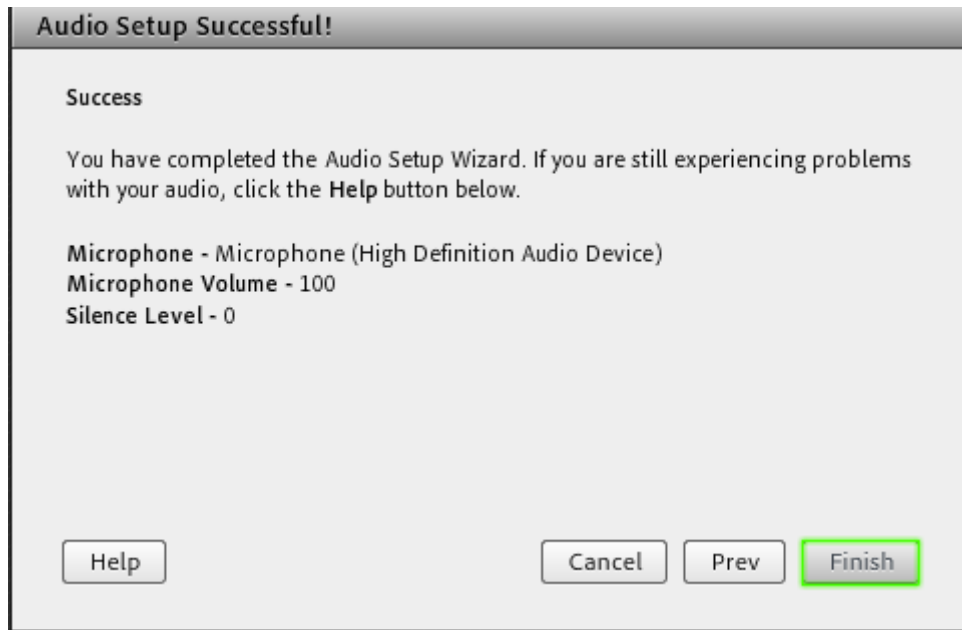 Audio Setup Successful!
Success
You have completed the Audio Setup Wizard. If you are still experiencing problems
with your audio, click the Help button below.
Microphone - Microphone (High Definition Audio Device)
Microphone Volume - 100
Silence Level - 0
Help Cancel Prev Finish